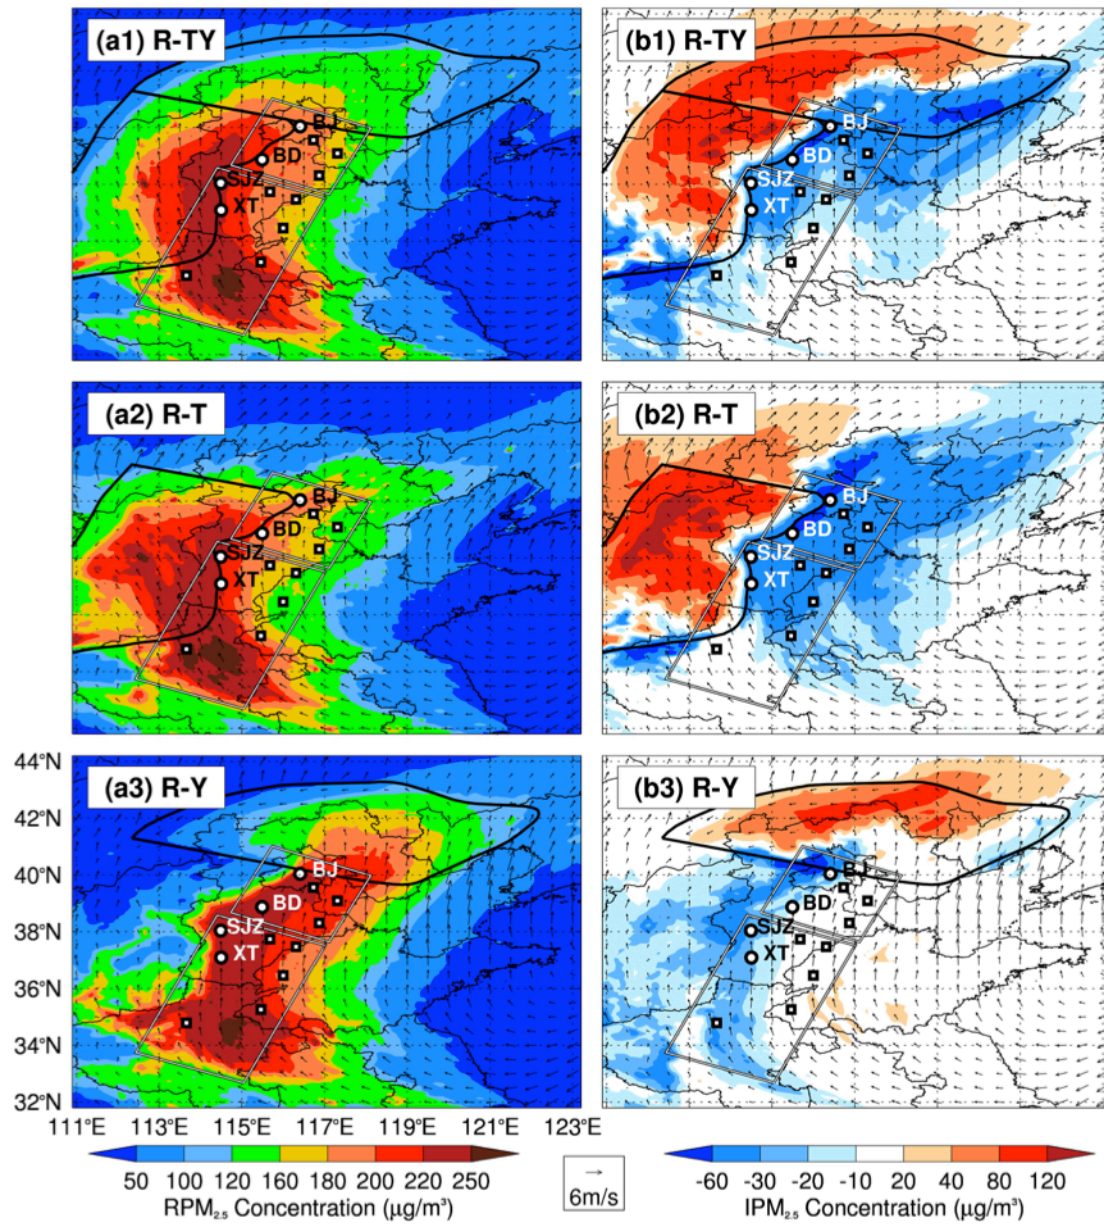 (a1) R-TY
BJ
BD
SJZ
XT
(b1) R-TY
BJ
BD
SJZ
XT
(a2) R-T
BJ
BD
SJZ
XT
(b2) R-T
BJ
BD
SJZ
XT
44°N
42°N
40°N
38°N
36°N
34°N
32°N
(a3) R-Y
BJ
BD
SJZ
XT
(b3) R-Y
BJ
BD
SJZ
XT
111°E 113°E 115°E 117°E 119°E 121°E 123°E
50 100 120 160 180 200 220 250
RPM₂.₅ Concentration (μg/m³)
6m/s
-60 -30 -20 -10 20 40 80 120
IPM₂.₅ Concentration (μg/m³)